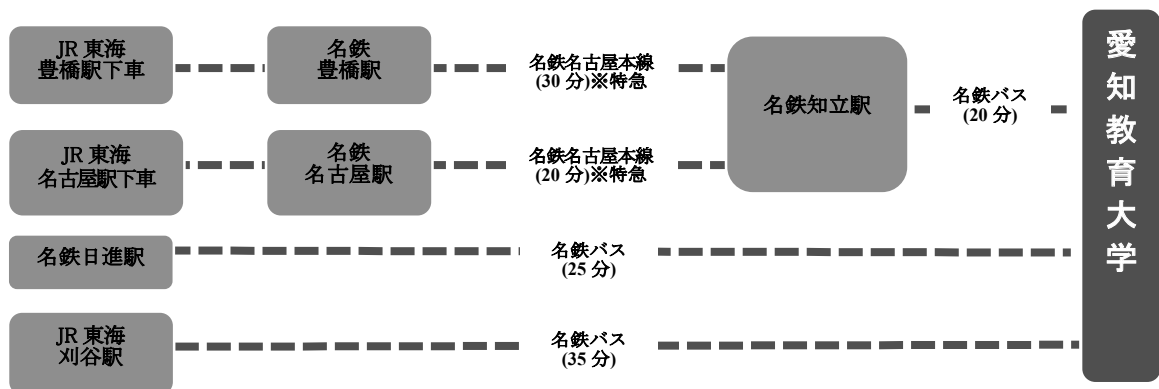 JR 東海
豊橋駅下車
名鉄
豊橋駅
名鉄名古屋本線
(30 分)※特急
JR 東海
名古屋駅下車
名鉄
名古屋駅
名鉄名古屋本線
(20 分)※特急
名鉄知立駅
名鉄バス
(20 分)
名鉄日進駅
名鉄バス
(25 分)
JR 東海
刈谷駅
名鉄バス
(35 分)
愛知教育大学